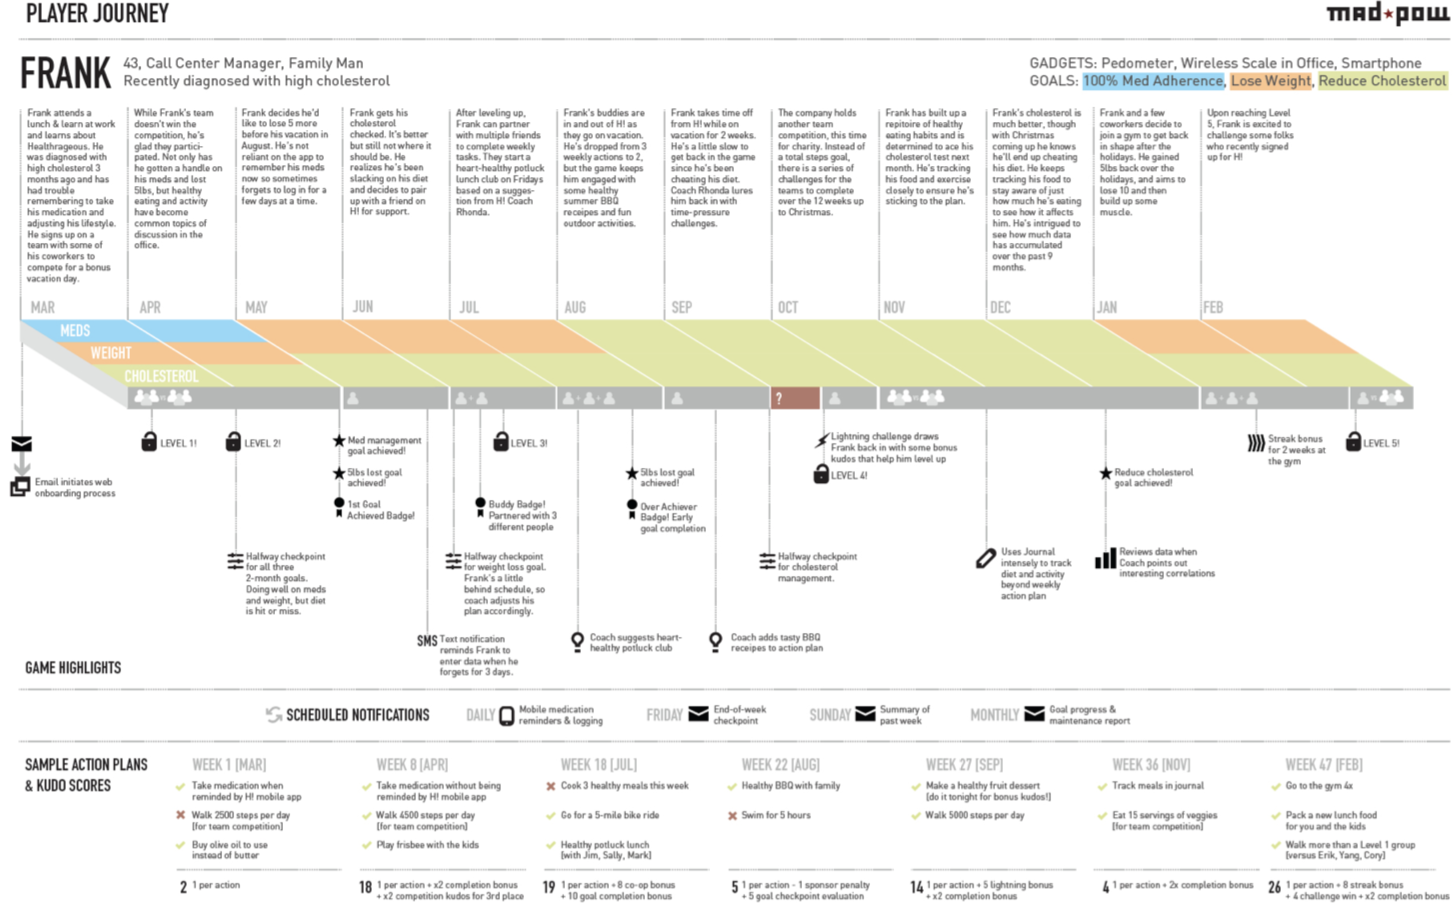 PLAYER JOURNEY
mad★pow
FRANK
43, Call Center Manager, Family Man
Recently diagnosed with high cholesterol
GADGETS: Pedometer, Wireless Scale in Office, Smartphone
GOALS: 100% Med Adherence, Lose Weight, Reduce Cholesterol
Frank attends a
lunch & learn at work
and learns about
Healthrageous. He
was diagnosed with
high cholesterol 3
months ago and has
had trouble
remembering to take
his medication and
adjusting his lifestyle.
He signs up on a
team with some of
his coworkers to
compete for a bonus
vacation day.
While Frank's team
doesn't win the
competition, he's
glad they partici-
pated. Not only has
he gotten a handle on
his meds and lost
5lbs, but healthy
eating and activity
have become
common topics of
discussion in the
office.
Frank decides he'd
like to lose 5 more
before his vacation in
August. He's not
reliant on the app to
remember his meds
now so sometimes
forgets to log in for a
few days at a time.
Frank gets his
cholesterol
checked. It's better
but still not where it
should be. He
realizes he's been
slacking on his diet
and decides to pair
up with a friend on
H! for support.
After leveling up,
Frank can partner
with multiple friends
to complete weekly
tasks. They start a
heart-healthy potluck
lunch club on Fridays
based on a sugges-
tion from H! Coach
Rhonda.
Frank's buddies are
in and out of H! as
they go on vacation.
He's dropped from 3
weekly actions to 2,
but the game keeps
him engaged with
some healthy
summer BBQ
receipes and fun
outdoor activities.
Frank takes time off
from H! while on
vacation for 2 weeks.
He's a little slow to
get back in the game
since he's been
cheating his diet.
Coach Rhonda lures
him back in with
time-pressure
challenges.
The company holds
another team
competition, this time
for charity. Instead of
a total steps goal,
there is a series of
challenges for the
teams to complete
over the 12 weeks up
to Christmas.
Frank has built up a
repitoire of healthy
eating habits and is
determined to ace his
cholesterol test next
month. He's tracking
his food and exercise
closely to ensure he's
sticking to the plan.
Frank's cholesterol is
much better, though
with Christmas
coming up he knows
he'll end up cheating
his diet. He keeps
tracking his food to
stay aware of just
how much he's eating
to see how it affects
him. He's intrigued to
see how much data
has accumulated
over the past 9
months.
Frank and a few
coworkers decide to
join a gym to get back
in shape after the
holidays. He gained
5lbs back over the
holidays, and aims to
lose 10 and then
build up some
muscle.
Upon reaching Level
5, Frank is excited to
challenge some folks
who recently signed
up for H!
MAR
APR
MAY
JUN
JUL
AUG
SEP
OCT
NOV
DEC
JAN
FEB
MEDS
WEIGHT
CHOLESTEROL
?
Email initiates web
onboarding process
LEVEL 1!
LEVEL 2!
Halfway checkpoint
for all three
2-month goals.
Doing well on meds
and weight, but diet
is hit or miss.
Med management
goal achieved!
5lbs lost goal
achieved!
1st Goal
Achieved Badge!
SMS Text notification
reminds Frank to
enter data when he
forgets for 3 days.
LEVEL 3!
Buddy Badge!
Partnered with 3
different people
Halfway checkpoint
for weight loss goal.
Frank's a little
behind schedule, so
coach adjusts his
plan accordingly.
5lbs lost goal
achieved!
Over Achiever
Badge! Early
goal completion
Coach suggests heart-
healthy potluck club
Coach adds tasty BBQ
receipes to action plan
Halfway checkpoint
for cholesterol
management.
Lightning challenge draws
Frank back in with some bonus
kudos that help him level up
LEVEL 4!
Uses Journal
intensely to track
diet and activity
beyond weekly
action plan
Reduce cholesterol
goal achieved!
Reviews data when
Coach points out
interesting correlations
Streak bonus
for 2 weeks at
the gym
LEVEL 5!
GAME HIGHLIGHTS
SCHEDULED NOTIFICATIONS
DAILY Mobile medication
reminders & logging
FRIDAY End-of-week
checkpoint
SUNDAY Summary of
past week
MONTHLY Goal progress &
maintenance report
SAMPLE ACTION PLANS
& KUDO SCORES
WEEK 1 [MAR]
Take medication when
reminded by H! mobile app
Walk 2500 steps per day
[for team competition]
Buy olive oil to use
instead of butter
2 1 per action
WEEK 8 [APR]
Take medication without being
reminded by H! mobile app
Walk 4500 steps per day
[for team competition]
Play frisbee with the kids
18 1 per action + x2 completion bonus
+ x2 competition kudos for 3rd place
WEEK 18 [JUL]
Cook 3 healthy meals this week
Go for a 5-mile bike ride
Healthy potluck lunch
[with Jim, Sally, Mark]
19 1 per action + 8 co-op bonus
+ 10 goal completion bonus
WEEK 22 [AUG]
Healthy BBQ with family
Swim for 5 hours
5 1 per action - 1 sponsor penalty
+ 5 goal checkpoint evaluation
WEEK 27 [SEP]
Make a healthy fruit dessert
[do it tonight for bonus kudos!]
Walk 5000 steps per day
14 1 per action + 5 lightning bonus
+ x2 completion bonus
WEEK 36 [NOV]
Track meals in journal
Eat 15 servings of veggies
[for team competition]
4 1 per action + 2x completion bonus
WEEK 47 [FEB]
Go to the gym 4x
Pack a new lunch food
for you and the kids
Walk more than a Level 1 group
[versus Erik, Yang, Cory]
26 1 per action + 8 streak bonus
+ 4 challenge win + x2 completion bonus